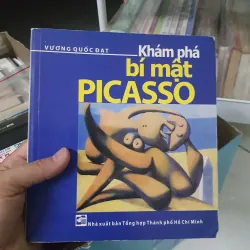 VƯƠNG QUỐC ĐẠT
Khám phá
bí mật
PICASSO
Nhà xuất bản Tổng hợp Thành phố Hồ Chí Minh